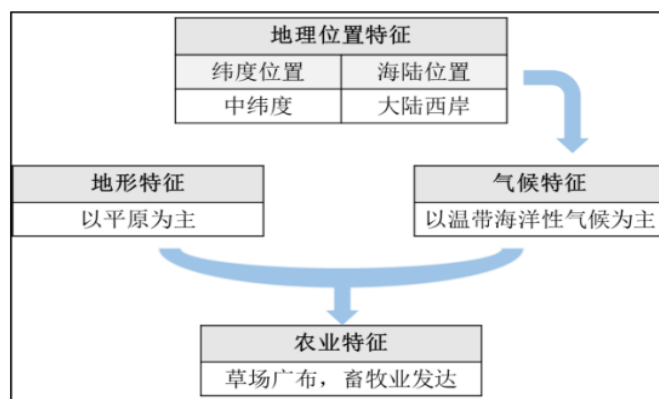 地理位置特征
纬度位置 海陆位置
中纬度 大陆西岸
地形特征 气候特征
以平原为主 以温带海洋性气候为主
农业特征
草场广布，畜牧业发达